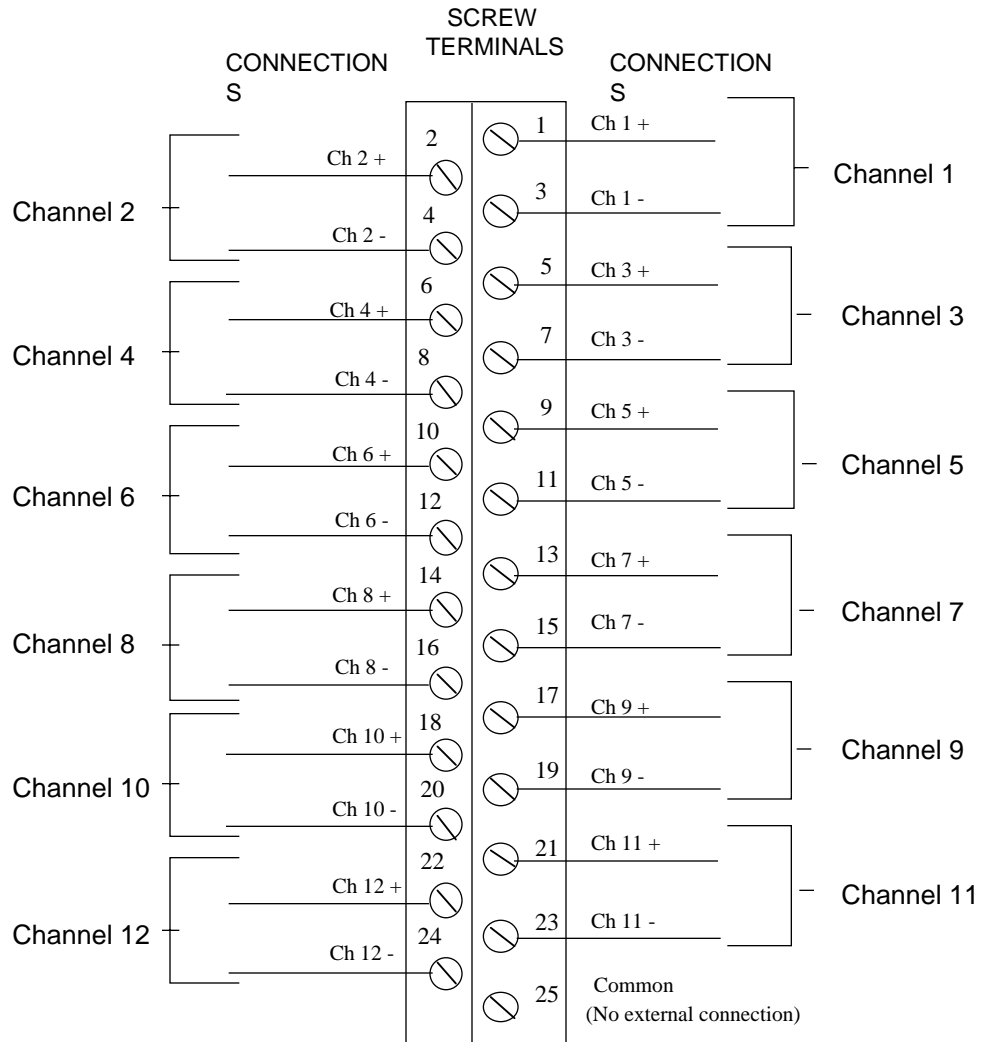 SCREW
TERMINALS
CONNECTION
S
CONNECTION
S
1
Ch 1 +
2
Ch 2 +
Channel 1
3
Ch 1 -
Channel 2
4
Ch 2 -
5
Ch 3 +
6
Ch 4 +
Channel 3
7
Ch 3 -
Channel 4
8
Ch 4 -
9
Ch 5 +
10
Ch 6 +
Channel 5
11
Ch 5 -
Channel 6
12
Ch 6 -
13
Ch 7 +
14
Ch 8 +
Channel 7
15
Ch 7 -
Channel 8
16
Ch 8 -
17
Ch 9 +
18
Ch 10 +
Channel 9
19
Ch 9 -
Channel 10
20
Ch 10 -
21
Ch 11 +
22
Ch 12 +
Channel 11
23
Ch 11 -
Channel 12
24
Ch 12 -
25
Common
(No external connection)